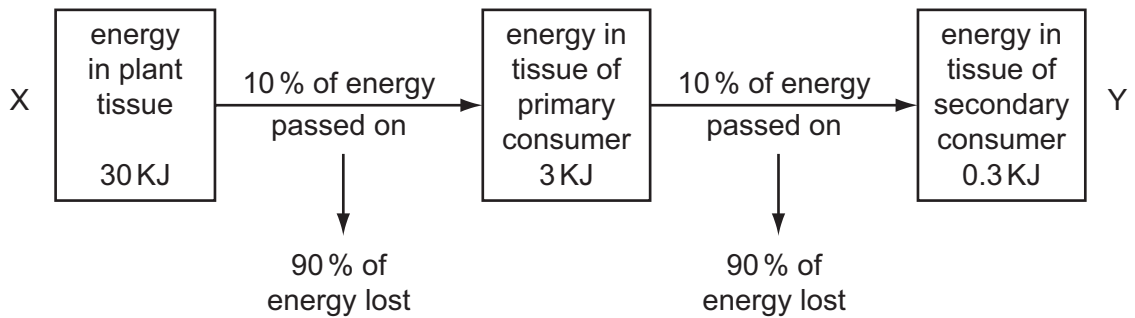 X
energy
in plant
tissue
30 KJ
10 % of energy
passed on
90 % of
energy lost
energy in
tissue of
primary
consumer
3 KJ
10 % of energy
passed on
90 % of
energy lost
energy in
tissue of
secondary
consumer
0.3 KJ
Y